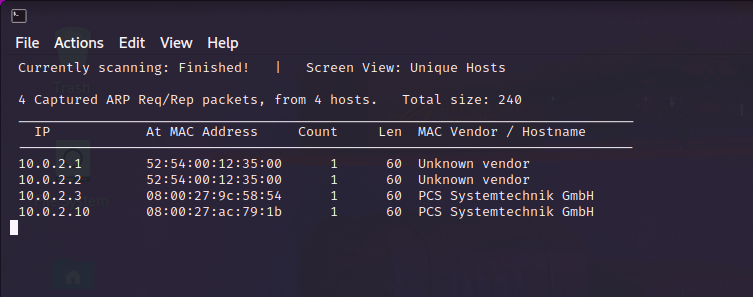 File Actions Edit View Help
Currently scanning: Finished! | Screen View: Unique Hosts
4 Captured ARP Req/Rep packets, from 4 hosts. Total size: 240
IP At MAC Address Count Len MAC Vendor / Hostname
10.0.2.1 52:54:00:12:35:00 1 60 Unknown vendor
10.0.2.2 52:54:00:12:35:00 1 60 Unknown vendor
10.0.2.3 08:00:27:9c:58:54 1 60 PCS Systemtechnik GmbH
10.0.2.10 08:00:27:ac:79:1b 1 60 PCS Systemtechnik GmbH